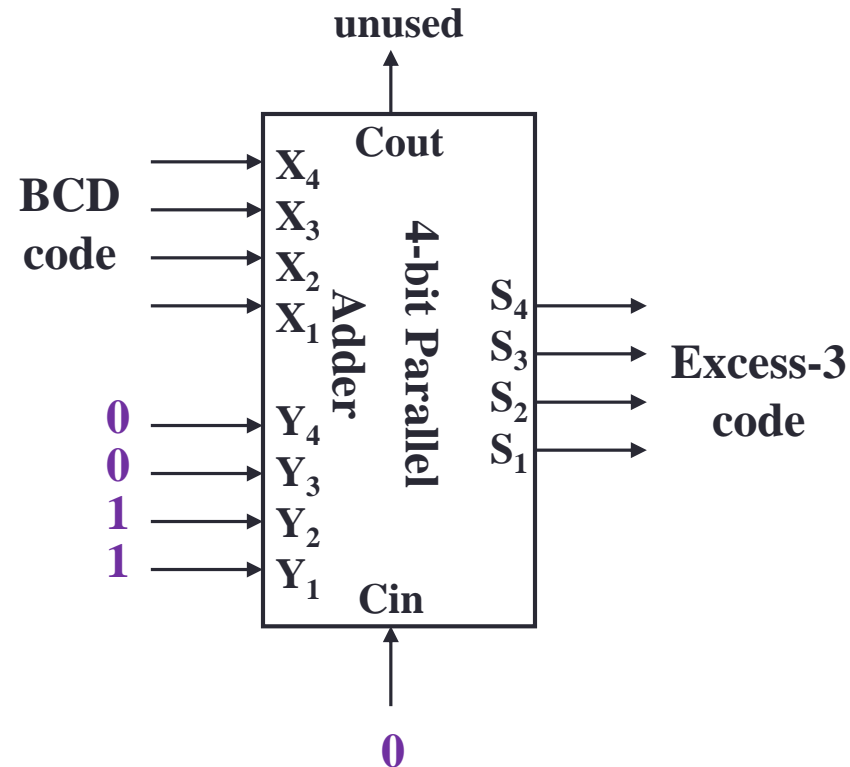 unused
Cout
BCD
code
X₄
X₃
X₂
X₁
4-bit Parallel
Adder
S₄
S₃
S₂
S₁
Excess-3
code
0
0
1
1
Y₄
Y₃
Y₂
Y₁
Cin
0